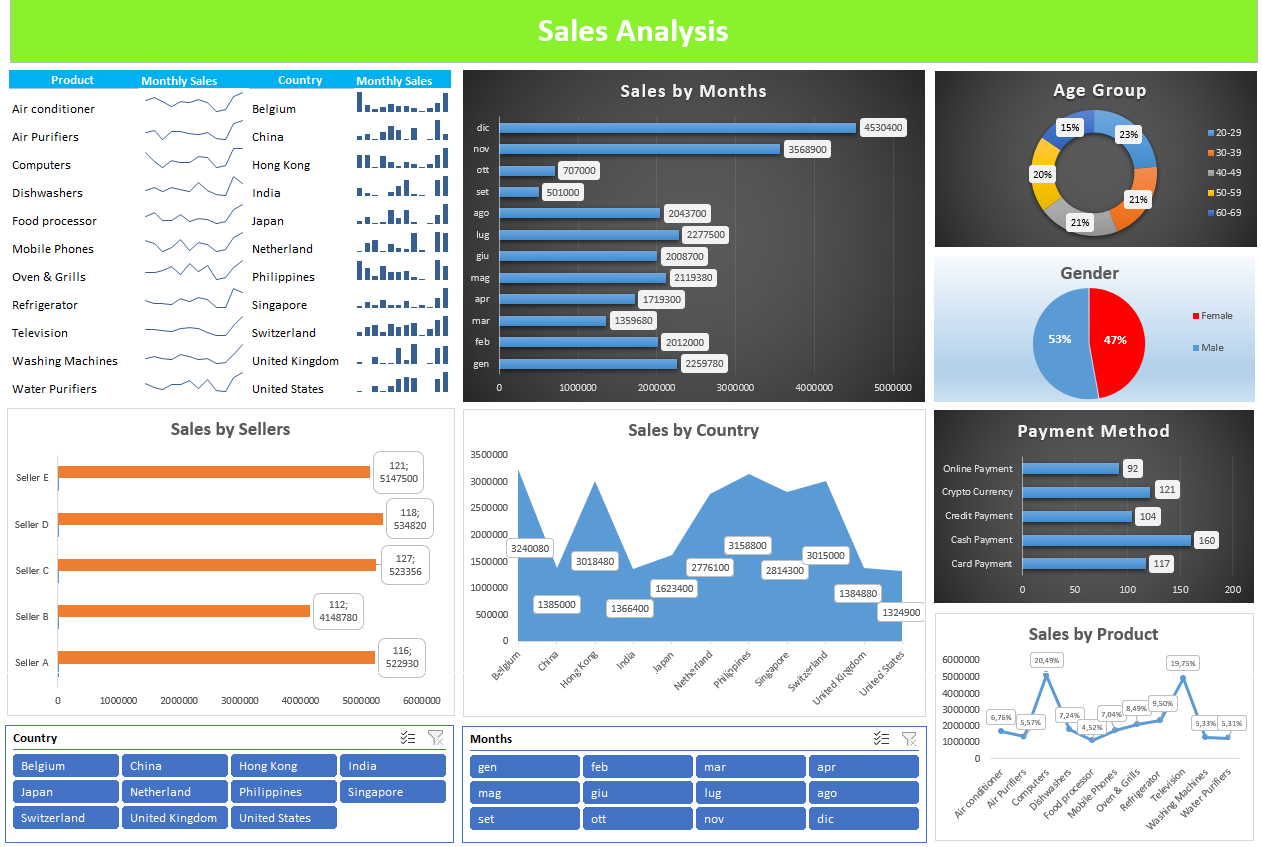 Sales Analysis
Product Monthly Sales Country Monthly Sales
Air conditioner Belgium
Air Purifiers China
Computers Hong Kong
Dishwashers India
Food processor Japan
Mobile Phones Netherland
Oven & Grills Philippines
Refrigerator Singapore
Television Switzerland
Washing Machines United Kingdom
Water Purifiers United States
Sales by Months
dic 4530400
nov 3568900
ott 707000
set 501000
ago 2043700
lug 2277500
giu 2008700
mag 2119380
apr 1719300
mar 1359680
feb 2012000
gen 2259780
0 1000000 2000000 3000000 4000000 5000000
Age Group
15% 23%
20%
21%
21%
20-29
30-39
40-49
50-59
60-69
Gender
53% 47%
Female
Male
Sales by Sellers
Seller E 121;
5147500
Seller D 118;
534820
Seller C 127;
523356
Seller B 112;
4148780
Seller A 116;
522930
0 1000000 2000000 3000000 4000000 5000000 6000000
Sales by Country
3500000
3000000
2500000
2000000
1500000
1000000
500000
0
3240080
1385000
3018480
1366400
1623400
2776100
3158800
2814300
3015000
1384880
1324900
Belgium China Hong Kong India Japan Netherland Philippines Singapore Switzerland United Kingdom United States
Payment Method
Online Payment 92
Crypto Currency 121
Credit Payment 104
Cash Payment 160
Card Payment 117
0 50 100 150 200
Sales by Product
6000000
5000000
4000000
3000000
2000000
1000000
0
6,76%
5,57%
20,49%
7,24%
4,52%
7,04%
8,49%
9,50%
19,75%
5,33%
5,31%
Air conditioner Air Purifiers Computers Dishwashers Food processor Mobile Phones Oven & Grills Refrigerator Television Washing Machines Water Purifiers
Country
Belgium China Hong Kong India
Japan Netherland Philippines Singapore
Switzerland United Kingdom United States
Months
gen feb mar apr
mag giu lug ago
set ott nov dic